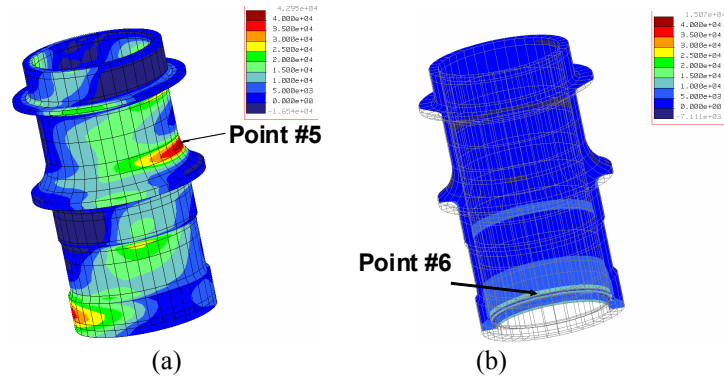 4.295e+04
4.000e+04
3.500e+04
3.000e+04
2.500e+04
2.000e+04
1.500e+04
1.000e+04
5.000e+03
0.000e+00
-1.654e+04
Point #5
(a)
1.507e+04
4.000e+04
3.500e+04
3.000e+04
2.500e+04
2.000e+04
1.500e+04
1.000e+04
5.000e+03
0.000e+00
-7.111e+03
Point #6
(b)